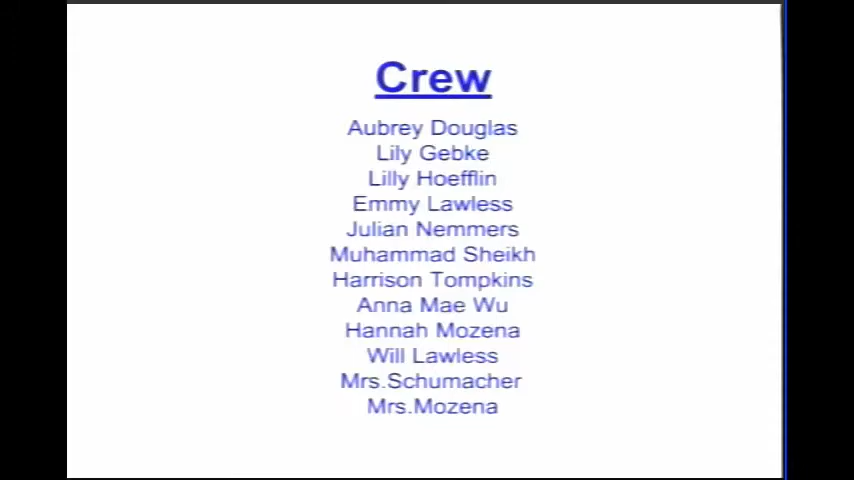 Crew
Aubrey Douglas
Lily Gebke
Lilly Hoefflin
Emmy Lawless
Julian Nemmers
Muhammad Sheikh
Harrison Tompkins
Anna Mae Wu
Hannah Mozena
Will Lawless
Mrs.Schumacher
Mrs.Mozena